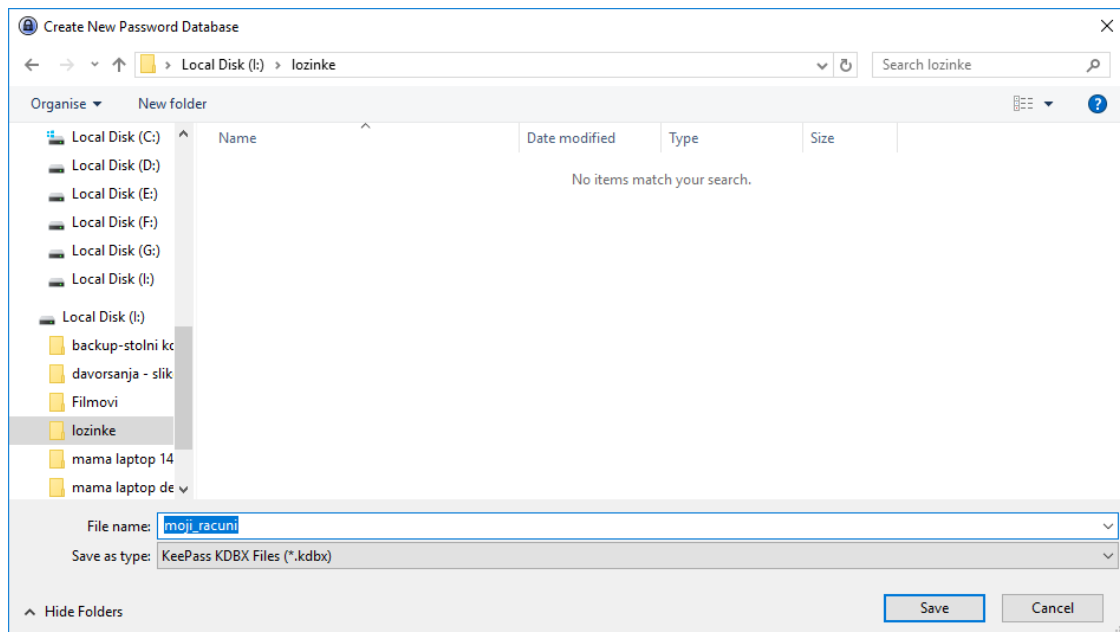 Create New Password Database
Local Disk (I:) › lozinke
Search lozinke
Organise
New folder
Name
Date modified
Type
Size
No items match your search.
Local Disk (C:)
Local Disk (D:)
Local Disk (E:)
Local Disk (F:)
Local Disk (G:)
Local Disk (I:)
Local Disk (I:)
backup-stolni kc
davorsanja - slik
Filmovi
lozinke
mama laptop 14
mama laptop de
File name: moji_racuni
Save as type: KeePass KDBX Files (*.kdbx)
Hide Folders
Save
Cancel